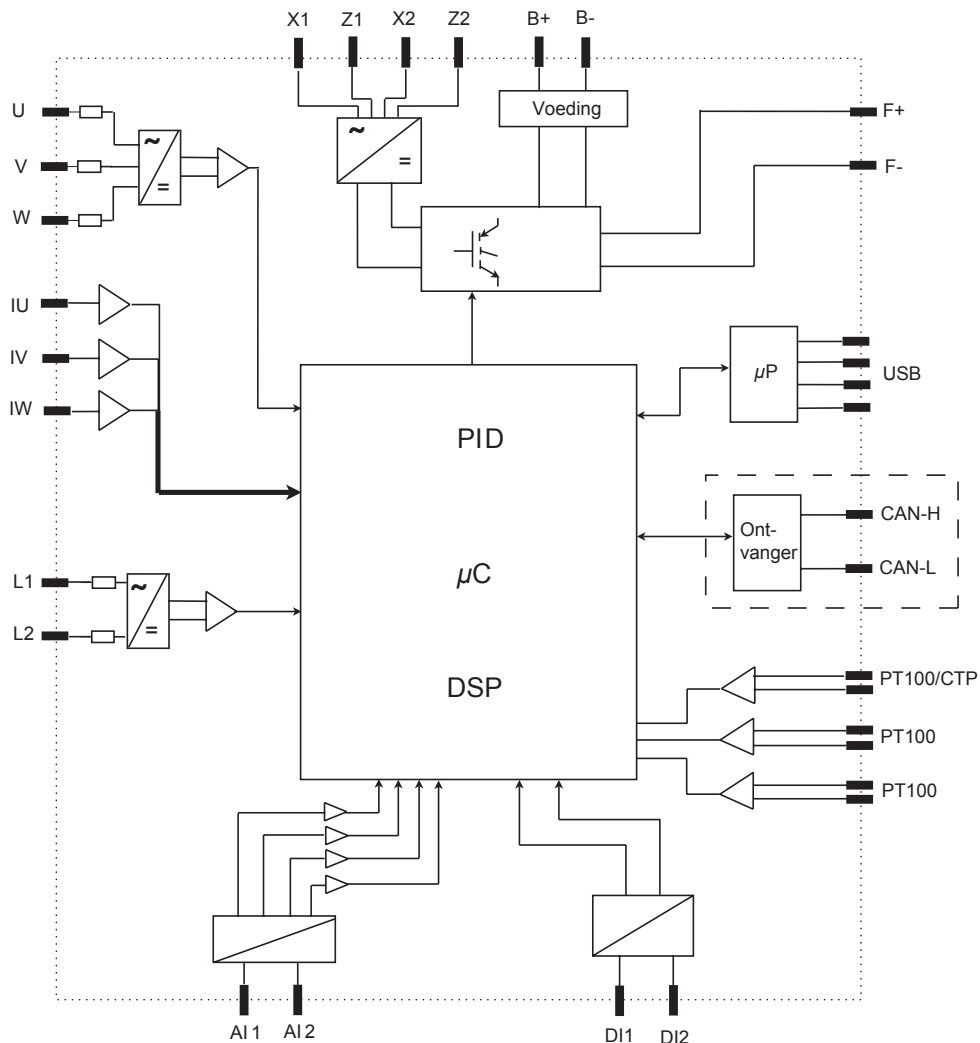 X1 Z1 X2 Z2 B+ B-
Voeding
U
V
W
~
=
~
=
F+
F-
IU
IV
IW
µP
USB
PID
µC
DSP
Ont-
vanger
CAN-H
CAN-L
L1
L2
~
=
PT100/CTP
PT100
PT100
AI 1
AI 2
DI1
DI2